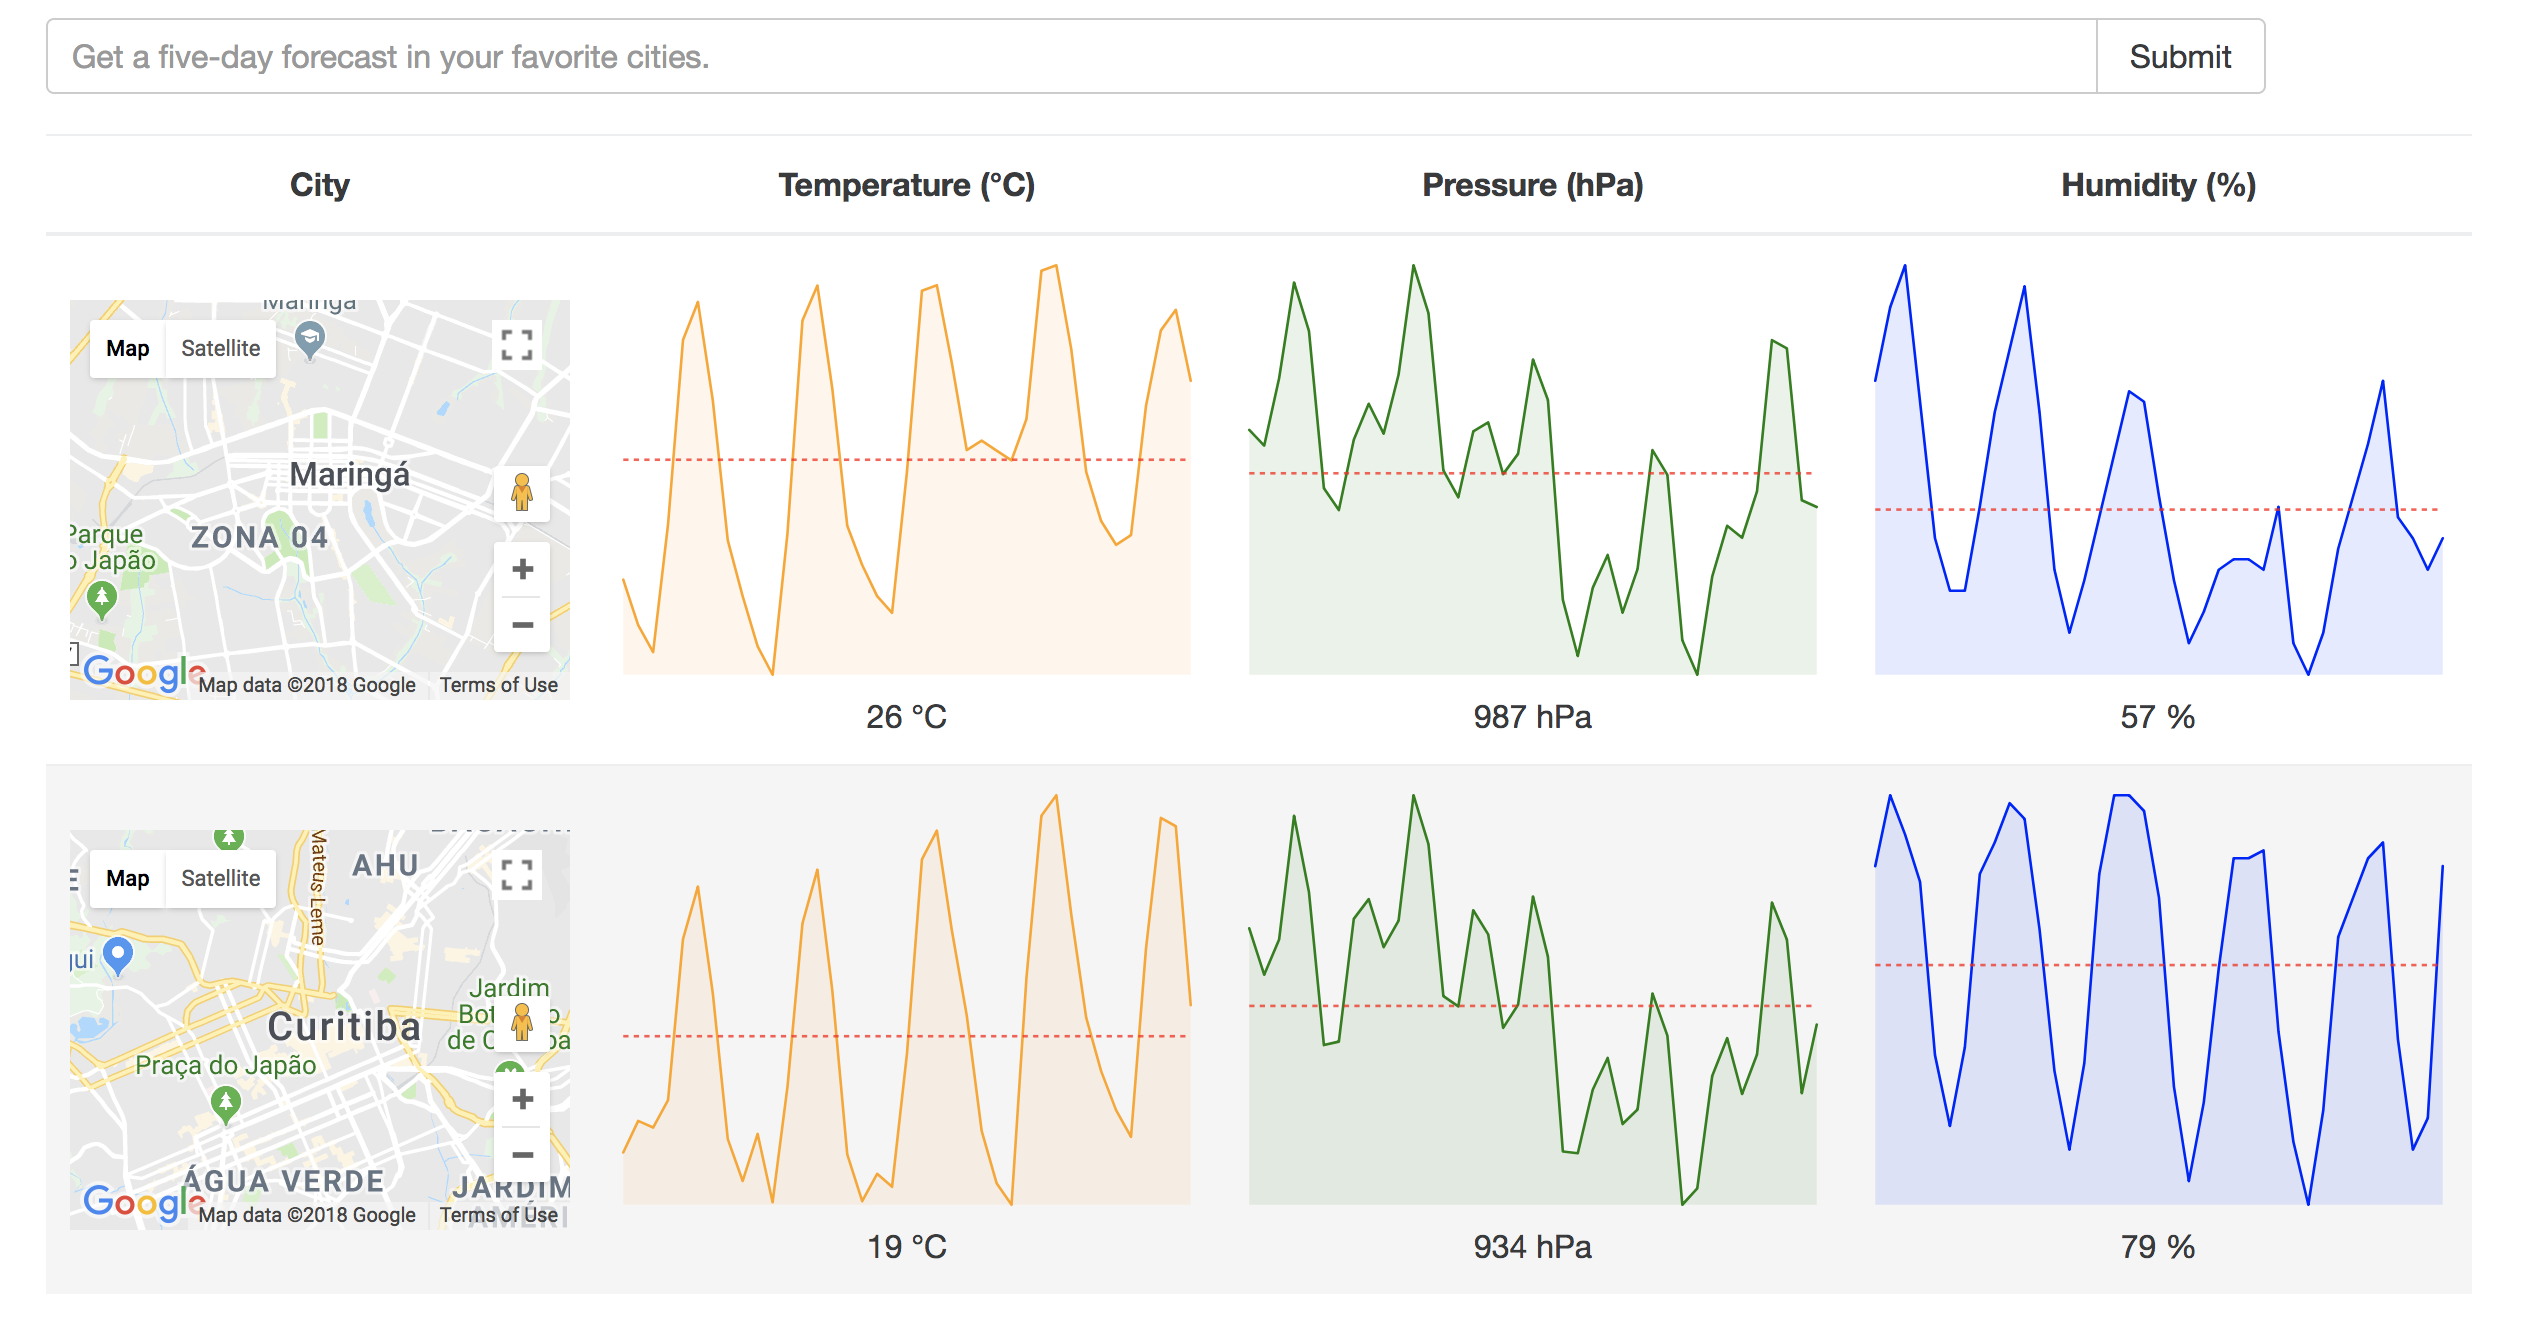 Get a five-day forecast in your favorite cities.
Submit
City
Temperature (°C)
Pressure (hPa)
Humidity (%)
Maringá
Map
Satellite
Maringá
Parque
Japão
ZONA 04
Google
Map data ©2018 Google
Terms of Use
26 °C
987 hPa
57 %
Map
Satellite
AHU
Mateus Leme
Jardim
Curitiba
Praça do Japão
ÁGUA VERDE
JARDIM
Google
Map data ©2018 Google
Terms of Use
19 °C
934 hPa
79 %